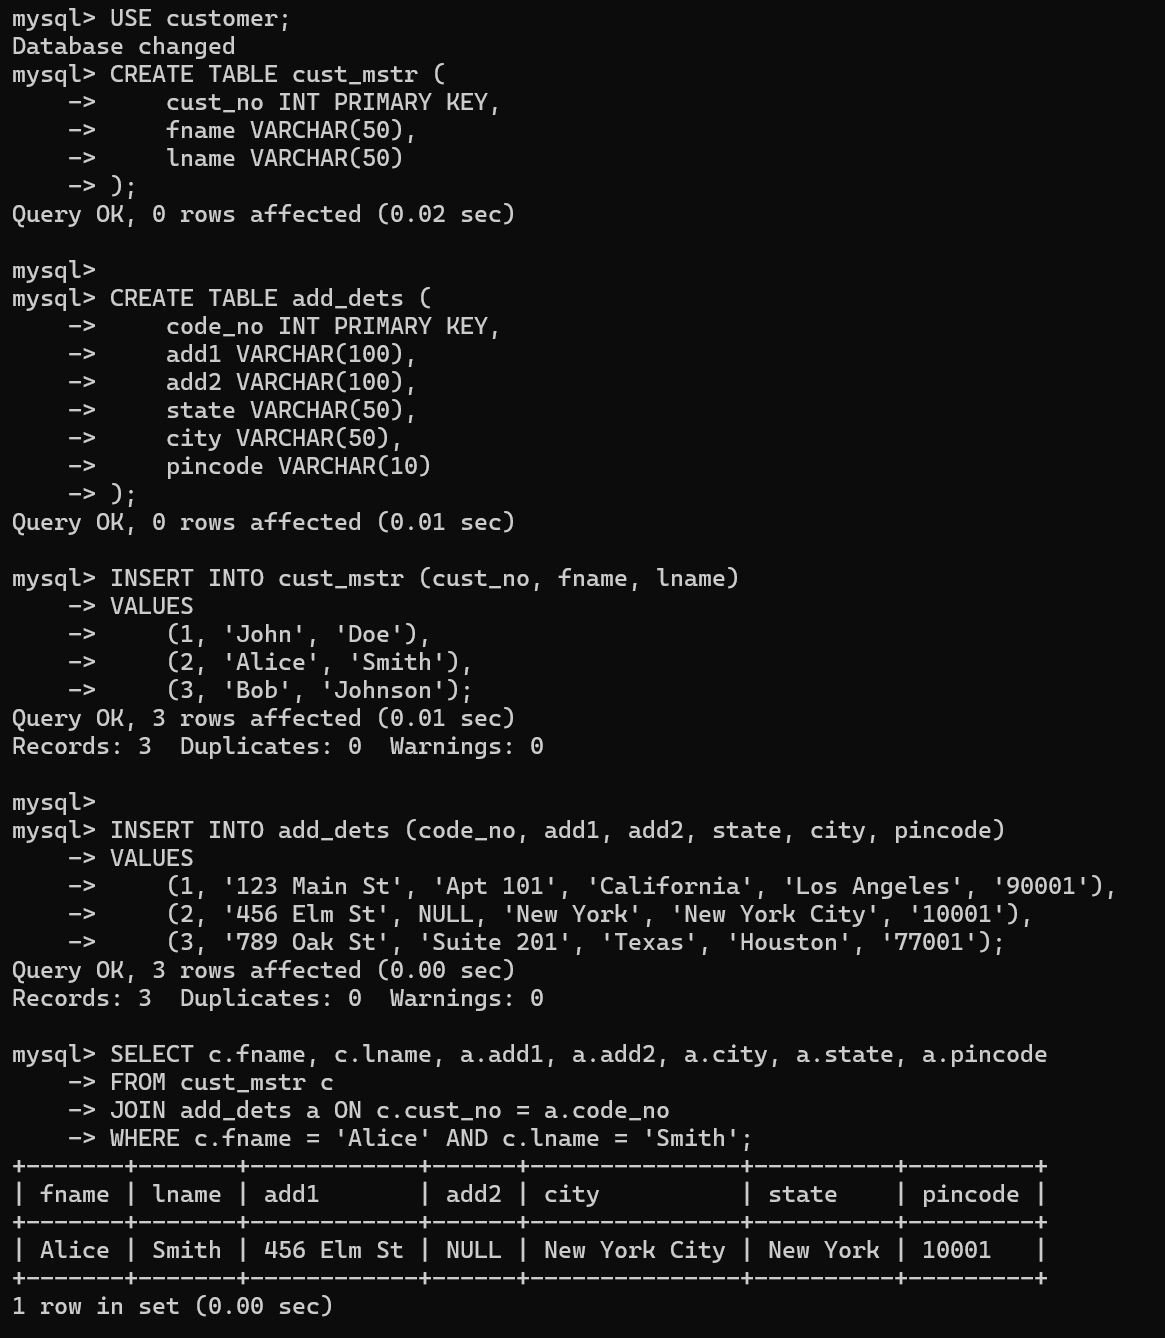 mysql> USE customer;
Database changed
mysql> CREATE TABLE cust_mstr (
    ->     cust_no INT PRIMARY KEY,
    ->     fname VARCHAR(50),
    ->     lname VARCHAR(50)
    -> );
Query OK, 0 rows affected (0.02 sec)

mysql>
mysql> CREATE TABLE add_dets (
    ->     code_no INT PRIMARY KEY,
    ->     add1 VARCHAR(100),
    ->     add2 VARCHAR(100),
    ->     state VARCHAR(50),
    ->     city VARCHAR(50),
    ->     pincode VARCHAR(10)
    -> );
Query OK, 0 rows affected (0.01 sec)

mysql> INSERT INTO cust_mstr (cust_no, fname, lname)
    -> VALUES
    ->     (1, 'John', 'Doe'),
    ->     (2, 'Alice', 'Smith'),
    ->     (3, 'Bob', 'Johnson');
Query OK, 3 rows affected (0.01 sec)
Records: 3  Duplicates: 0  Warnings: 0

mysql>
mysql> INSERT INTO add_dets (code_no, add1, add2, state, city, pincode)
    -> VALUES
    ->     (1, '123 Main St', 'Apt 101', 'California', 'Los Angeles', '90001'),
    ->     (2, '456 Elm St', NULL, 'New York', 'New York City', '10001'),
    ->     (3, '789 Oak St', 'Suite 201', 'Texas', 'Houston', '77001');
Query OK, 3 rows affected (0.00 sec)
Records: 3  Duplicates: 0  Warnings: 0

mysql> SELECT c.fname, c.lname, a.add1, a.add2, a.city, a.state, a.pincode
    -> FROM cust_mstr c
    -> JOIN add_dets a ON c.cust_no = a.code_no
    -> WHERE c.fname = 'Alice' AND c.lname = 'Smith';
+-------+-------+------------+------+---------------+----------+---------+
| fname | lname | add1       | add2 | city          | state    | pincode |
+-------+-------+------------+------+---------------+----------+---------+
| Alice | Smith | 456 Elm St | NULL | New York City | New York | 10001   |
+-------+-------+------------+------+---------------+----------+---------+
1 row in set (0.00 sec)